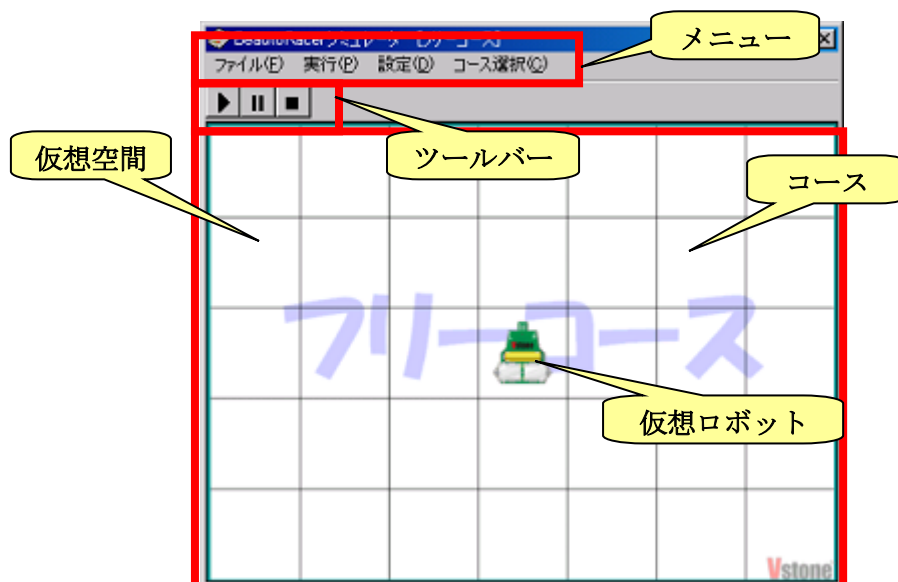 メニュー
ファイル(F) 実行(P) 設定(D) コース選択(C)
ツールバー
仮想空間
コース
フリーコース
Vstone
仮想ロボット
Vstone